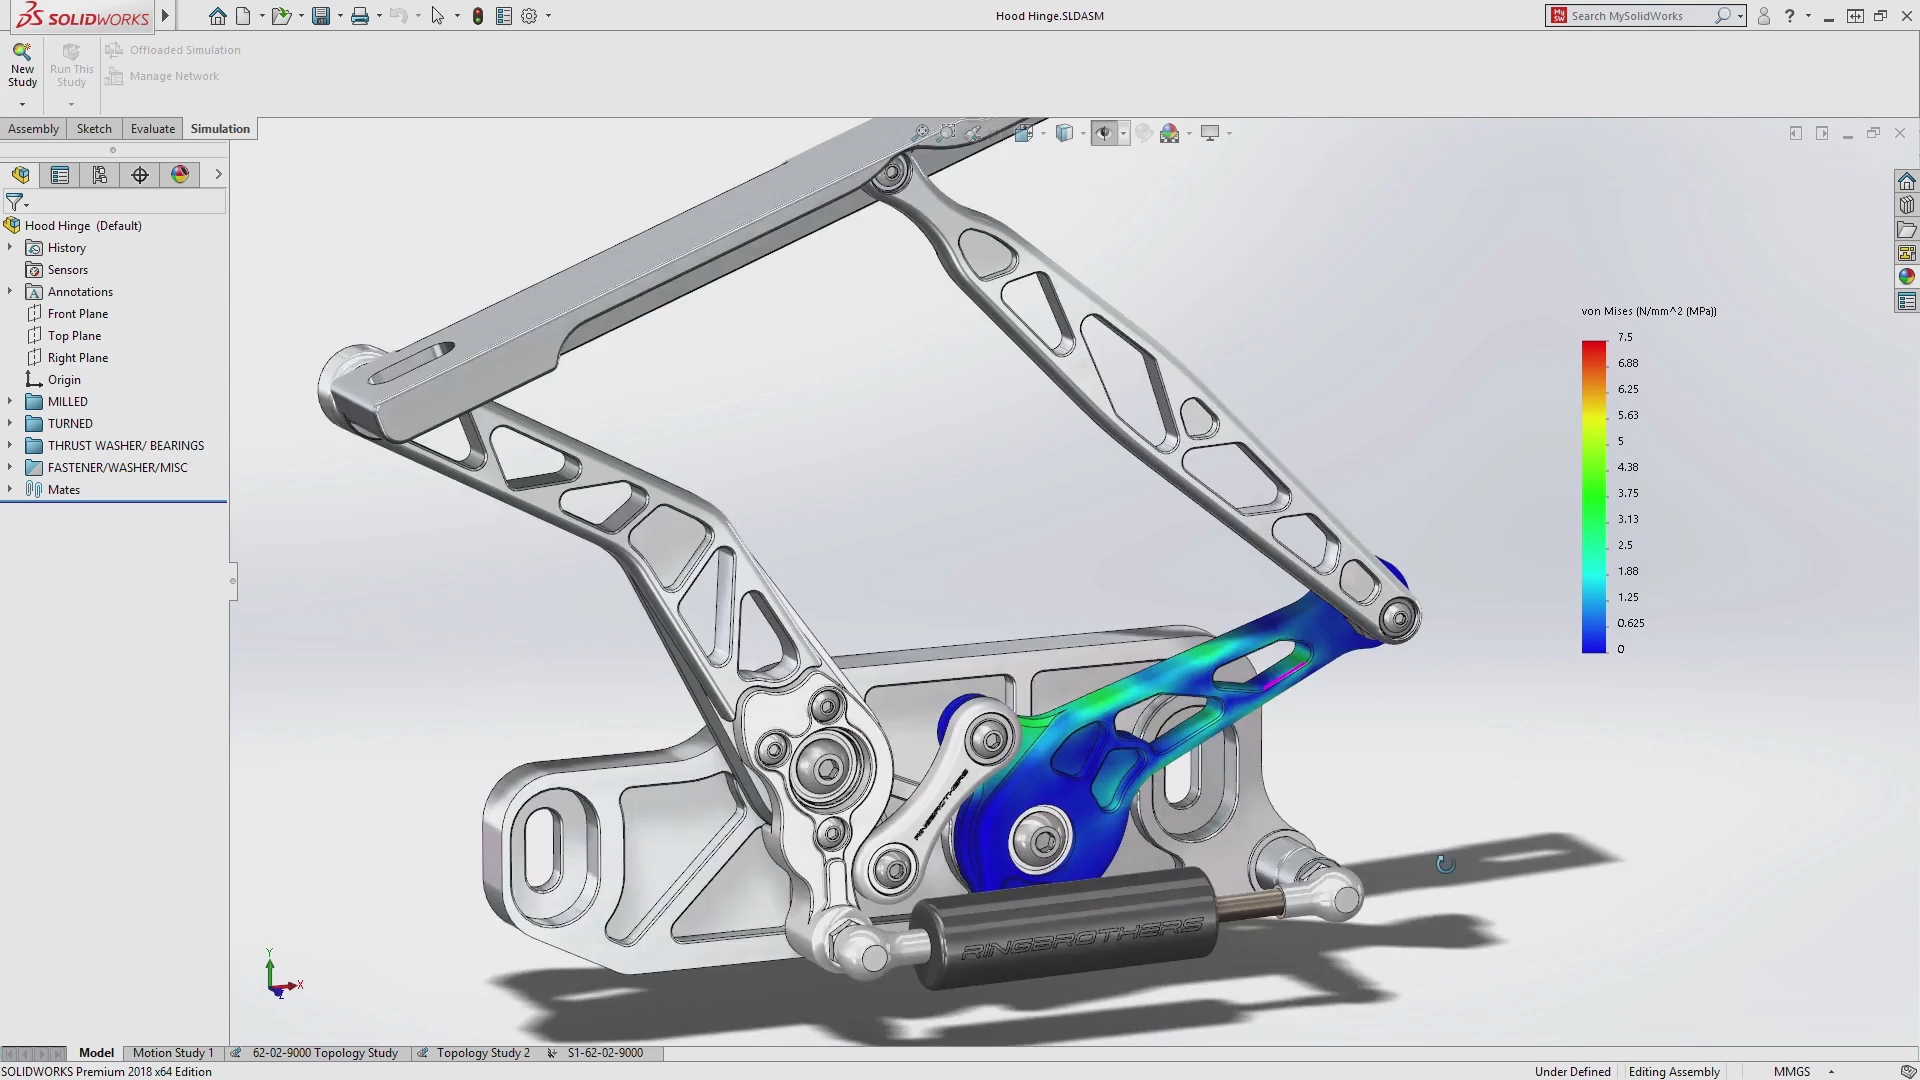 SOLIDWORKS
Hood Hinge.SLDASM
Search MySolidWorks
New Study
Run This Study
Offloaded Simulation
Manage Network
Assembly
Sketch
Evaluate
Simulation
Hood Hinge (Default)
History
Sensors
Annotations
Front Plane
Top Plane
Right Plane
Origin
MILLED
TURNED
THRUST WASHER/ BEARINGS
FASTENER/WASHER/MISC
Mates
von Mises (N/mm^2 (MPa))
7.5
6.88
6.25
5.63
5
4.38
3.75
3.13
2.5
1.88
1.25
0.625
0
RINGBROTHERS
RINGBROTHERS
Y
X
Z
Model
Motion Study 1
62-02-9000 Topology Study
Topology Study 2
S1-62-02-9000
SOLIDWORKS Premium 2018 x64 Edition
Under Defined
Editing Assembly
MMGS